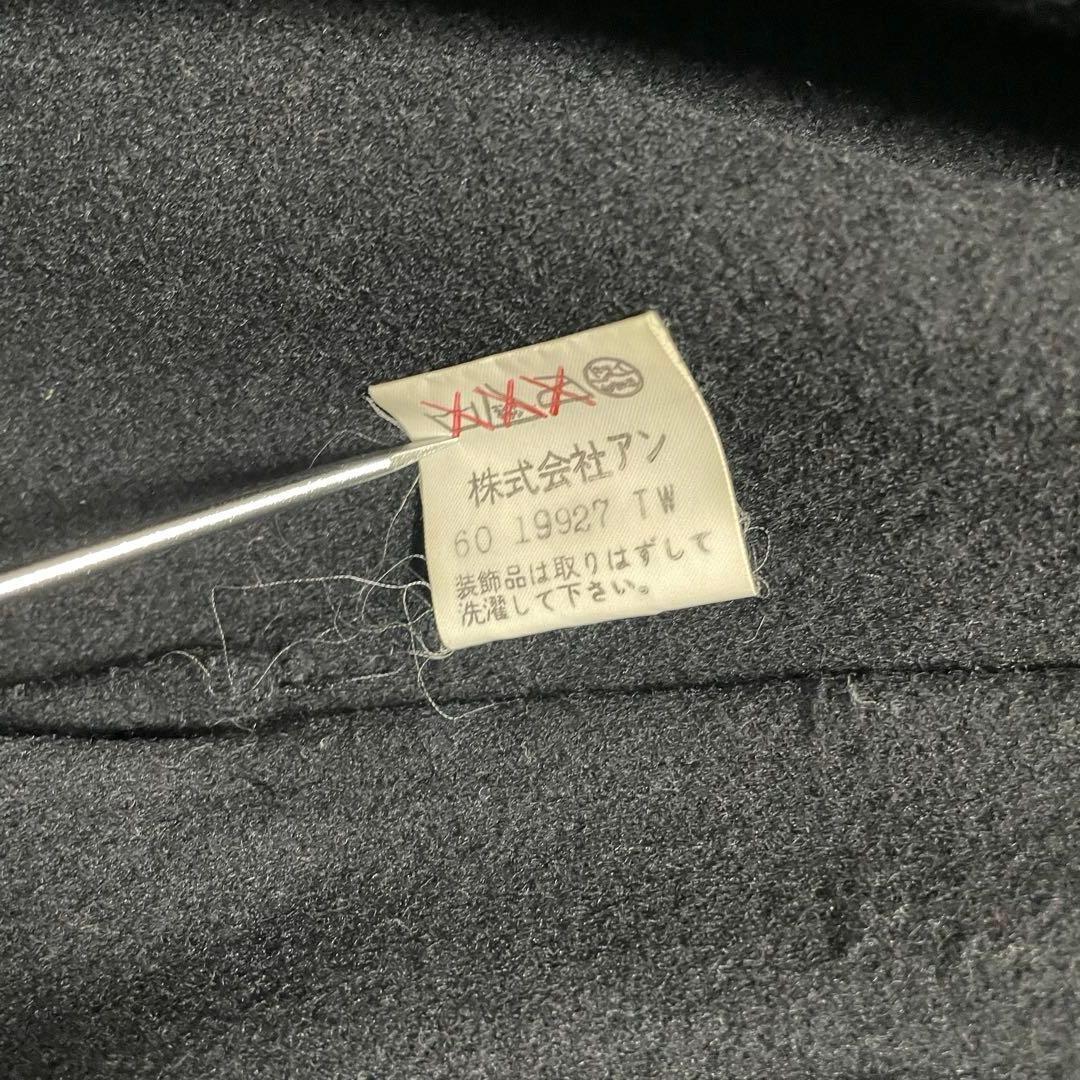 株式会社アン
60 19927 TW
装飾品は取りはずして
洗濯して下さい。